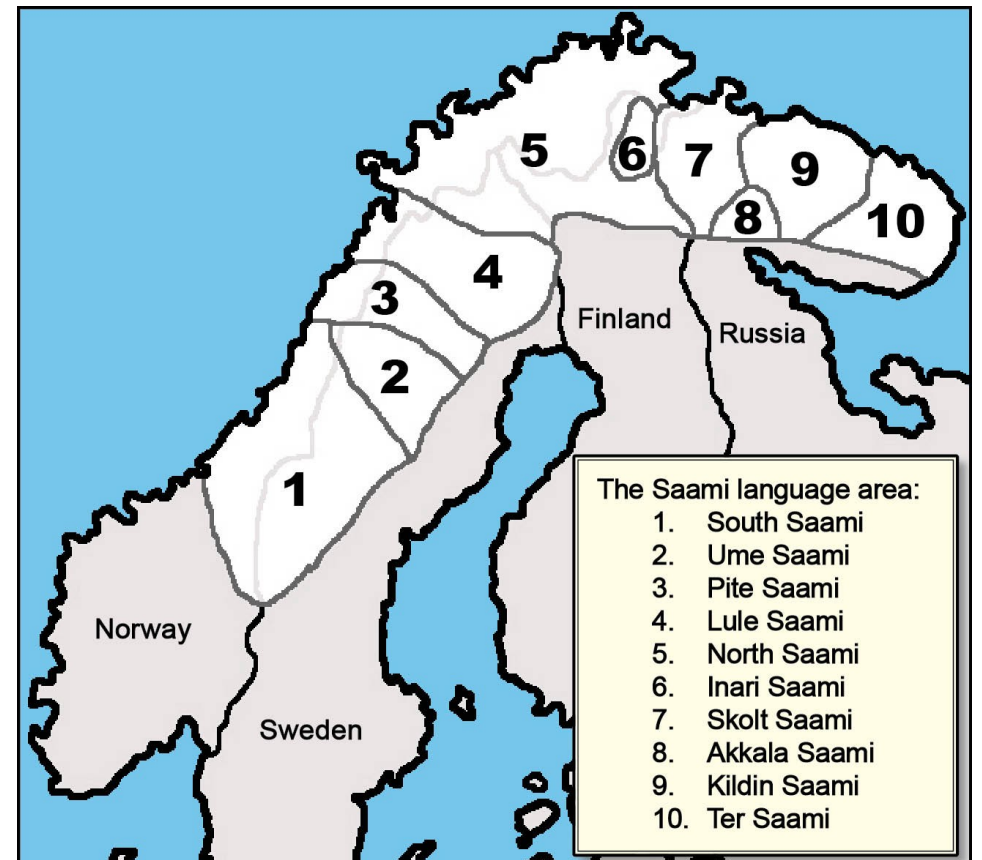 5
6
7
9
8
10
4
3
Finland
Russia
2
1
Norway
Sweden
The Saami language area:
1. South Saami
2. Ume Saami
3. Pite Saami
4. Lule Saami
5. North Saami
6. Inari Saami
7. Skolt Saami
8. Akkala Saami
9. Kildin Saami
10. Ter Saami